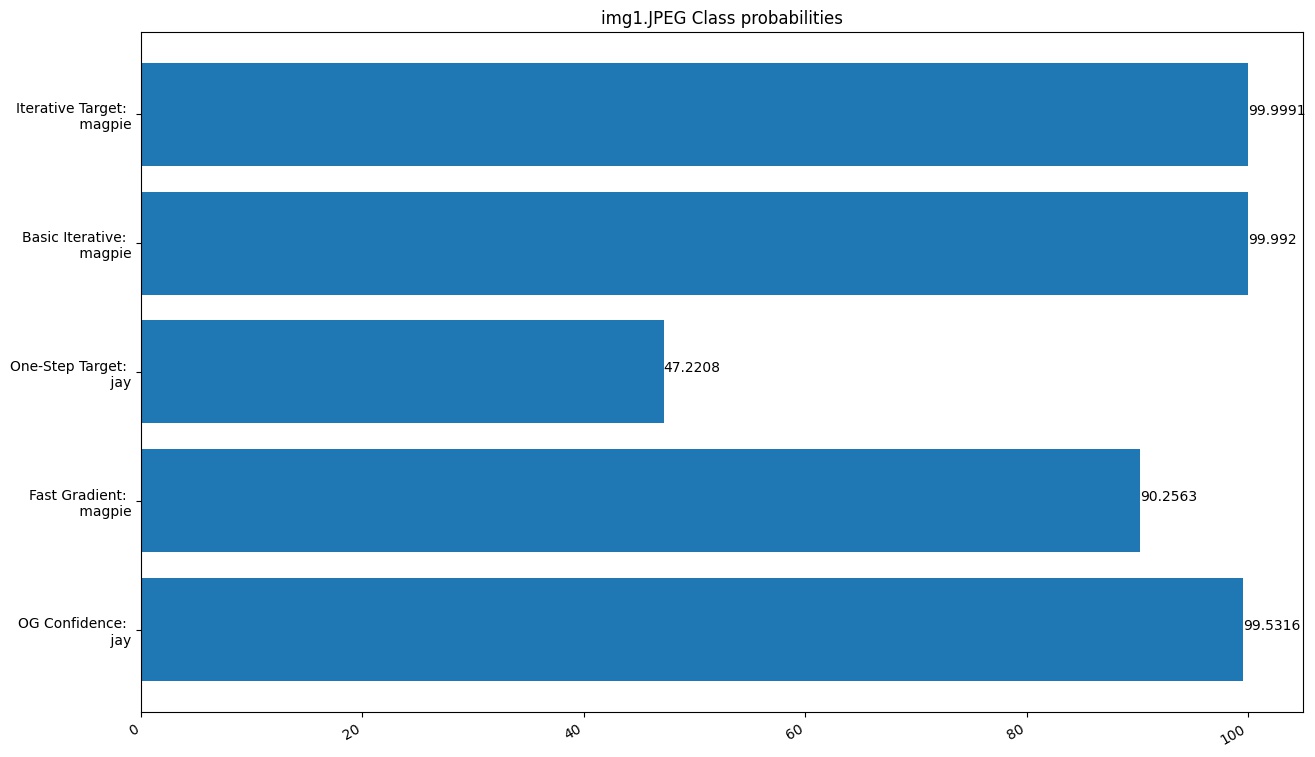 img1.JPEG Class probabilities
Iterative Target:
magpie
99.9991
Basic Iterative:
magpie
99.992
One-Step Target:
jay
47.2208
Fast Gradient:
magpie
90.2563
OG Confidence:
jay
99.5316
0
20
40
60
80
100